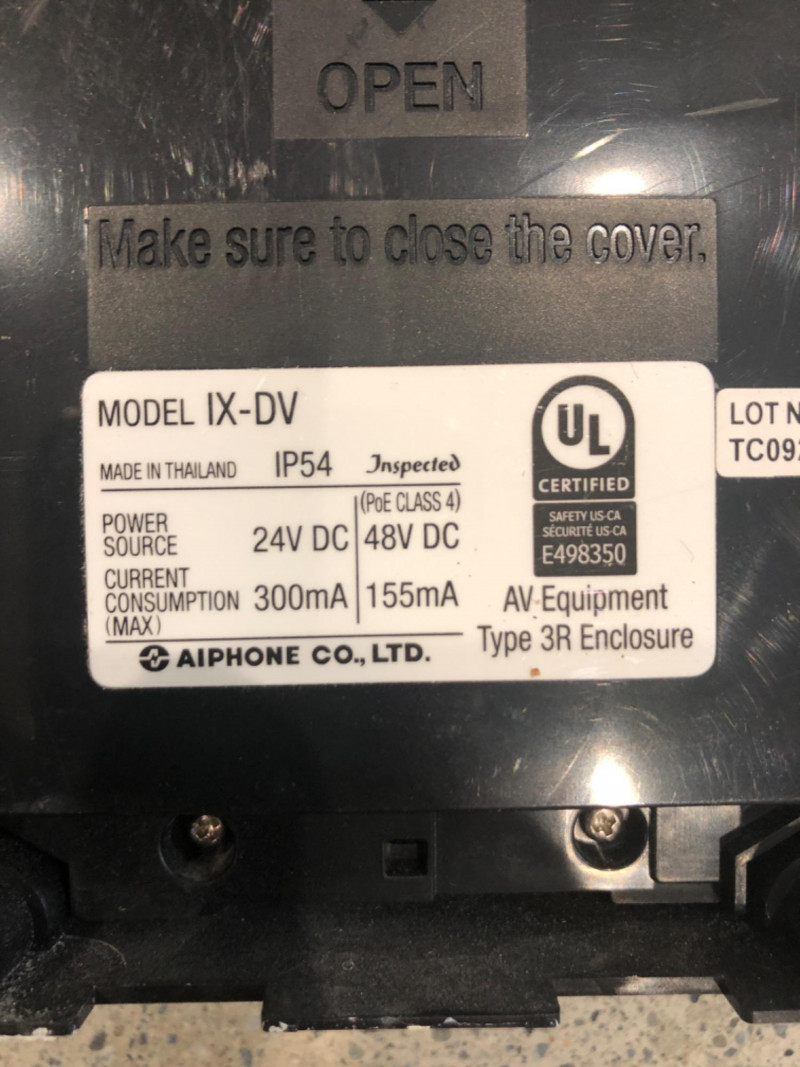 OPEN
Make sure to close the cover.
MODEL IX-DV
MADE IN THAILAND IP54 Inspected
(PoE CLASS 4)
POWER SOURCE 24V DC 48V DC
CURRENT CONSUMPTION (MAX) 300mA 155mA
AIPHONE CO., LTD.
UL
CERTIFIED
SAFETY US-CA
SÉCURITÉ US-CA
E498350
AV Equipment
Type 3R Enclosure
LOT